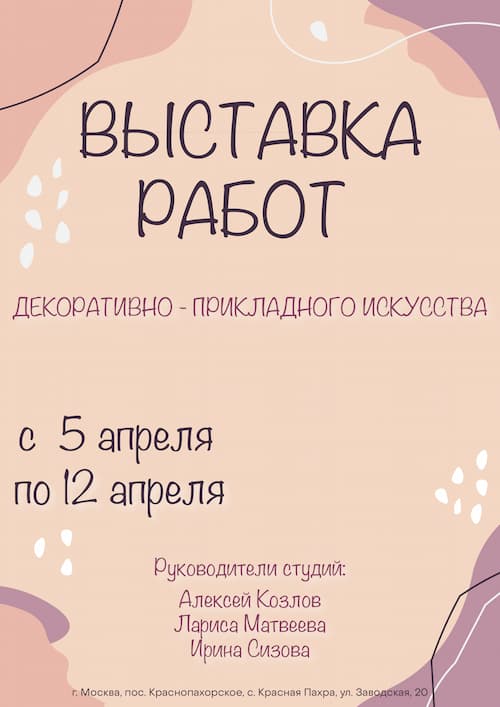 ВЫСТАВКА
РАБОТ
ДЕКОРАТИВНО - ПРИКЛАДНОГО ИСКУССТВА
с 5 апреля
по 12 апреля
Руководители студий:
Алексей Козлов
Лариса Матвеева
Ирина Сизова
г. Москва, пос. Краснопахорское, с. Красная Пахра, ул. Заводская, 20